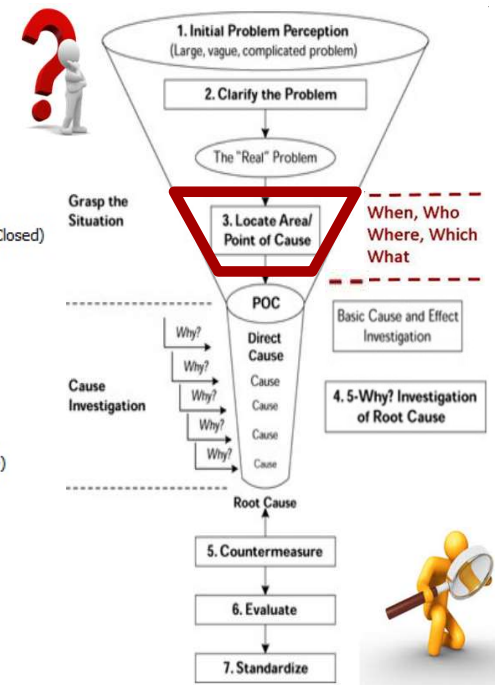 1. Initial Problem Perception
(Large, vague, complicated problem)
2. Clarify the Problem
The "Real" Problem
Grasp the
Situation
Closed)
3. Locate Area/
Point of Cause
When, Who
Where, Which
What
POC
Basic Cause and Effect
Investigation
Direct
Cause
Why?
Why?
Why?
Why?
Why?
Cause
Cause
Cause
Cause
Cause
Investigation
4. 5-Why? Investigation
of Root Cause
)
Root Cause
5. Countermeasure
6. Evaluate
7. Standardize